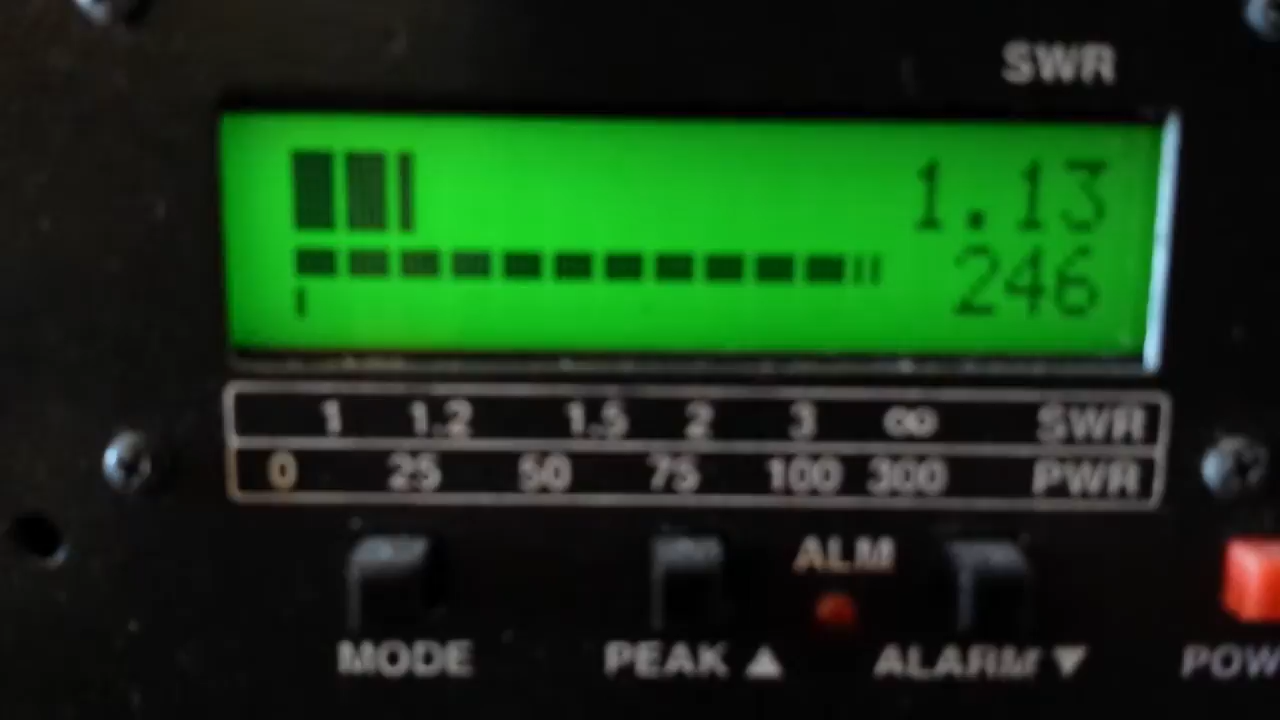 SWR
1.13
246
1 1.2 1.5 2 3 ∞ SWR
0 25 50 75 100 300 PWR
ALM
MODE PEAK ▲ ALARM ▼ POW